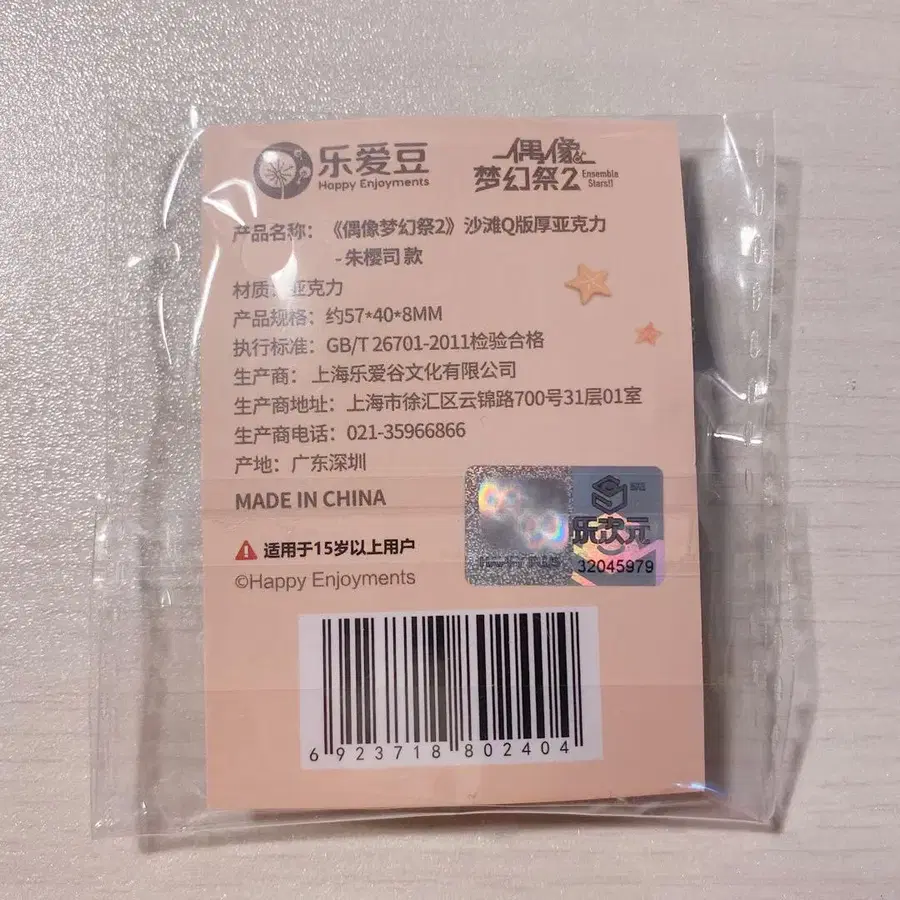 乐爱豆
Happy Enjoyments
偶像&
梦幻祭2 Ensemble Stars!!
产品名称：《偶像梦幻祭2》沙滩Q版厚亚克力
- 朱樱司 款
材质：亚克力
产品规格：约57*40*8MM
执行标准：GB/T 26701-2011检验合格
生产商：上海乐爱谷文化有限公司
生产商地址：上海市徐汇区云锦路700号31层01室
生产商电话：021-35966866
产地：广东深圳
MADE IN CHINA
乐次元
32045979
适用于15岁以上用户
©Happy Enjoyments
6 923718 802404